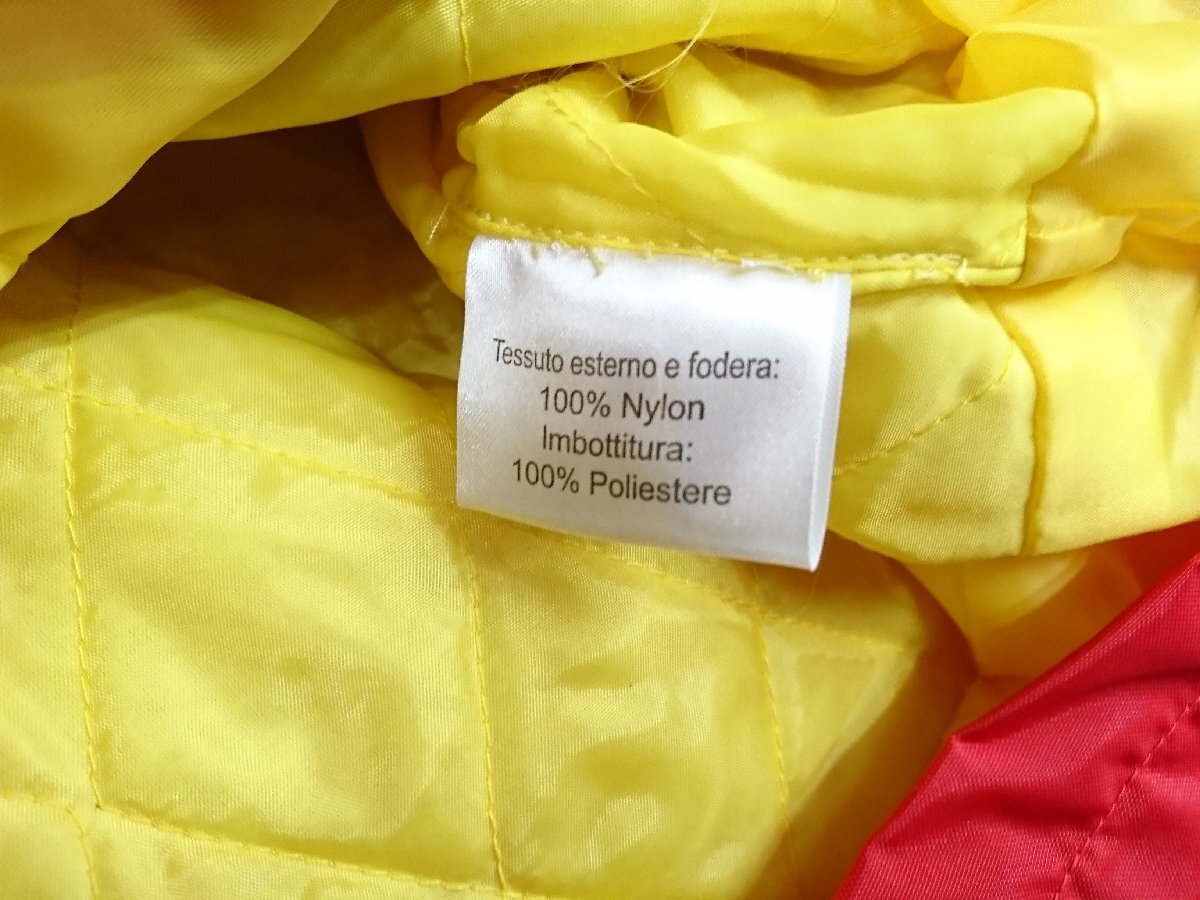 Tessuto esterno e fodera:
100% Nylon
Imbottitura:
100% Poliestere